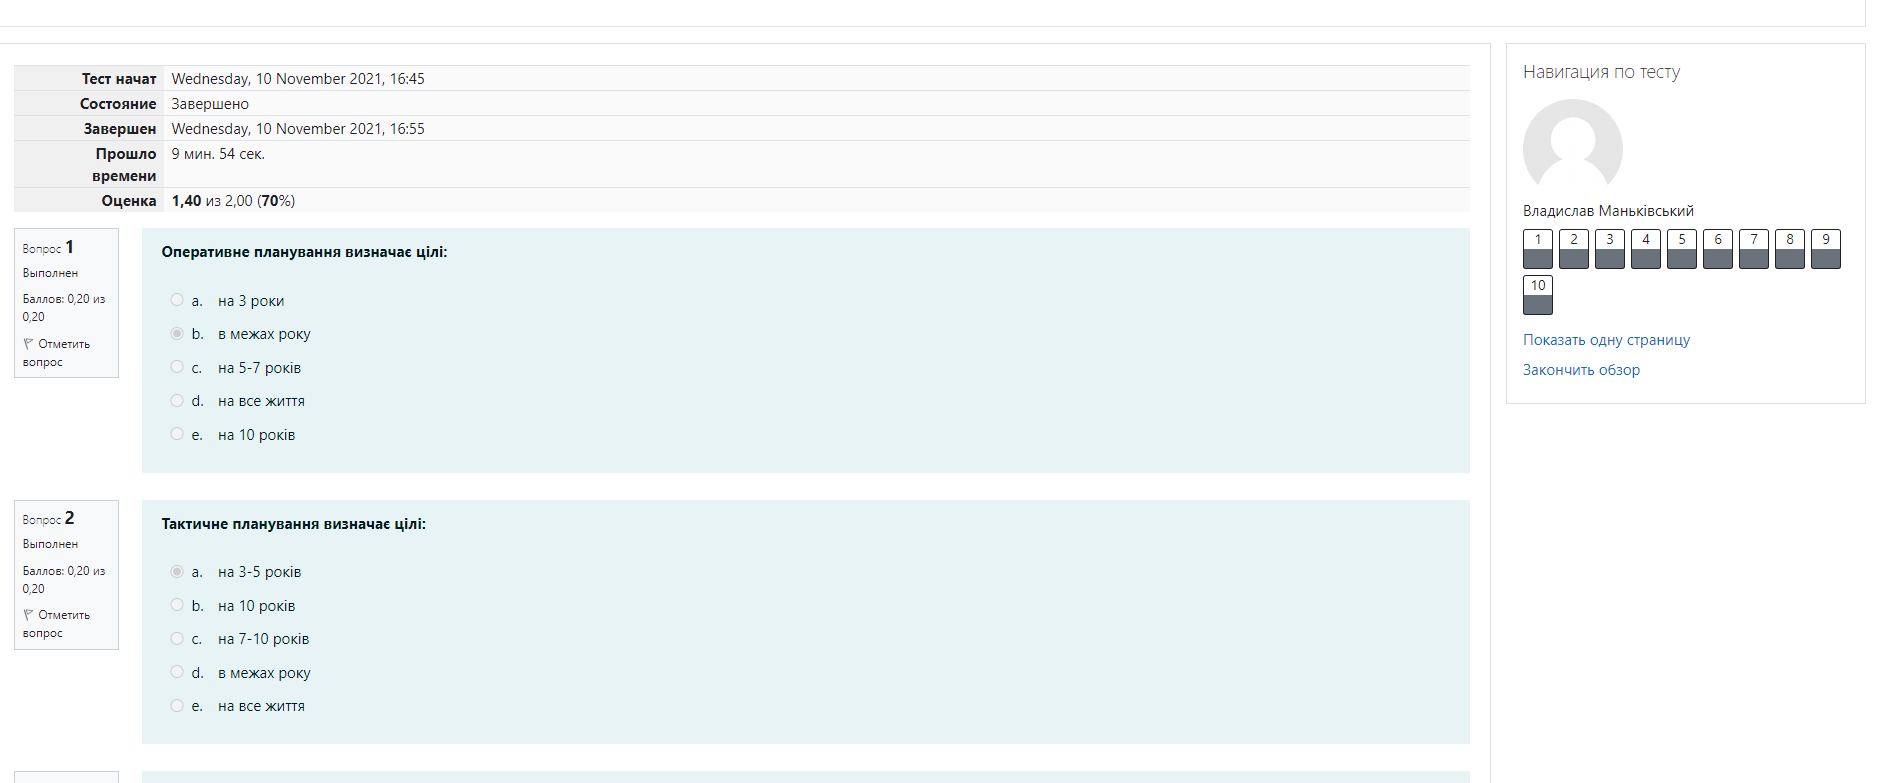 Тест начат Wednesday, 10 November 2021, 16:45
Состояние Завершено
Завершен Wednesday, 10 November 2021, 16:55
Прошло 9 мин. 54 сек.
времени
Оценка 1,40 из 2,00 (70%)
Вопрос 1
Выполнен
Баллов: 0,20 из
0,20
Отметить
вопрос
Оперативне планування визначає цілі:
a. на 3 роки
b. в межах року
c. на 5-7 років
d. на все життя
e. на 10 років
Вопрос 2
Выполнен
Баллов: 0,20 из
0,20
Отметить
вопрос
Тактичне планування визначає цілі:
a. на 3-5 років
b. на 10 років
c. на 7-10 років
d. в межах року
e. на все життя
Навигация по тесту
Владислав Маньківський
1 2 3 4 5 6 7 8 9
10
Показать одну страницу
Закончить обзор